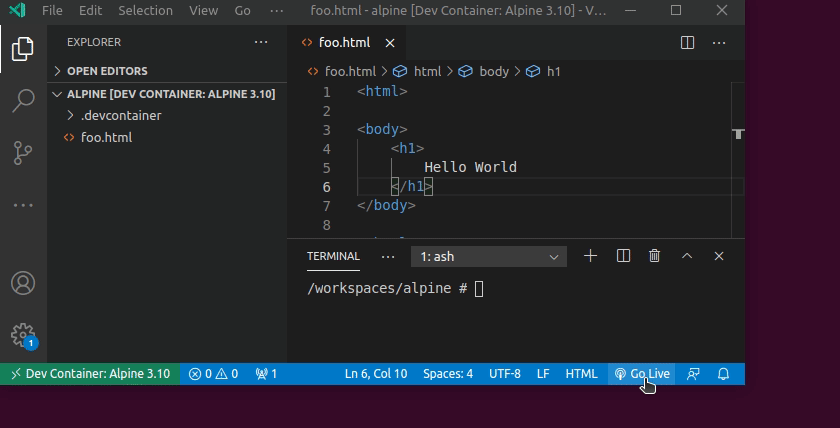 File Edit Selection View Go ··· foo.html - alpine [Dev Container: Alpine 3.10] - V...
EXPLORER ···
OPEN EDITORS
ALPINE [DEV CONTAINER: ALPINE 3.10]
.devcontainer
foo.html
foo.html
foo.html > html > body > h1
1 <html>
2
3 <body>
4 <h1>
5 Hello World
6 </h1>
7 </body>
8
TERMINAL ··· 1: ash
/workspaces/alpine #
1
Dev Container: Alpine 3.10 0 0 1 Ln 6, Col 10 Spaces: 4 UTF-8 LF HTML Go Live